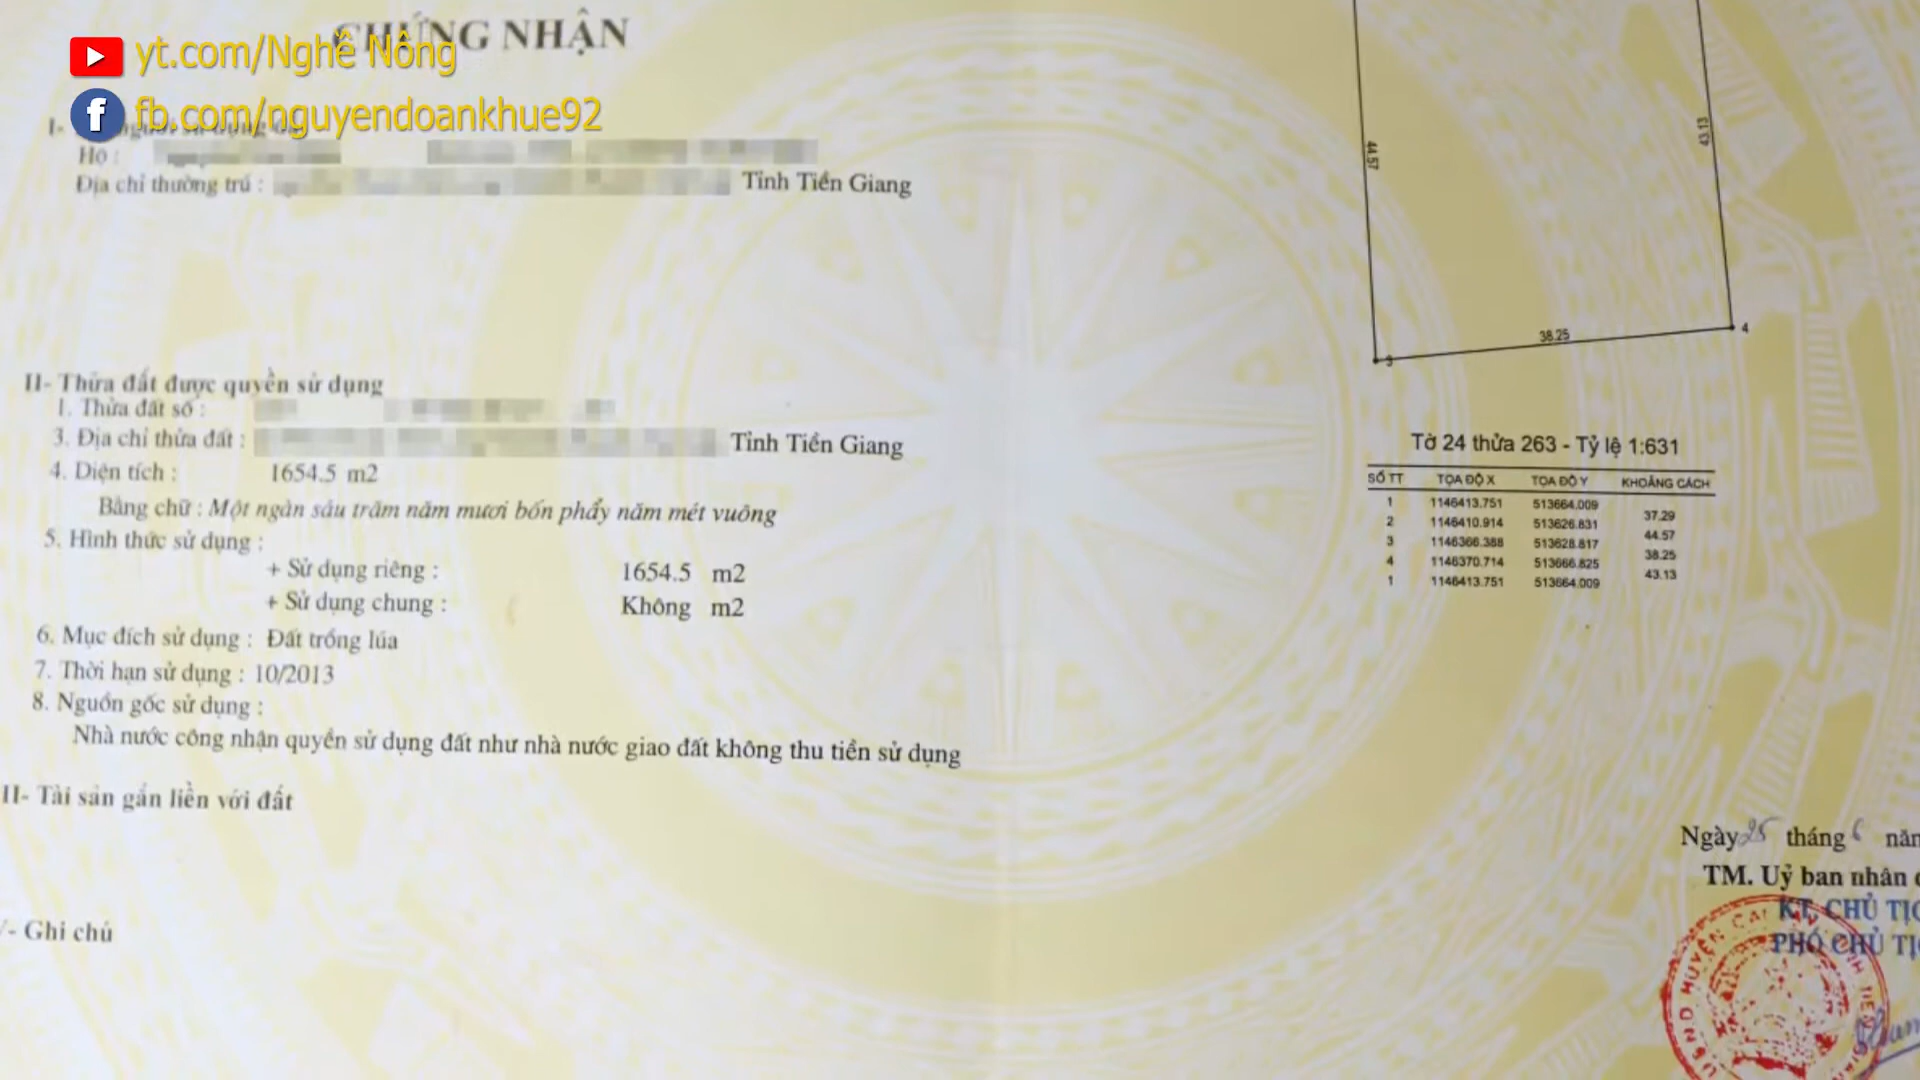 CHỨNG NHẬN
yt.com/Nghề Nông
fb.com/nguyendoankhue92
Hộ :
Địa chỉ thường trú : Tỉnh Tiền Giang
II- Thửa đất được quyền sử dụng
1. Thửa đất số :
3. Địa chỉ thửa đất : Tỉnh Tiền Giang
4. Diện tích : 1654.5 m2
Bằng chữ : Một ngàn sáu trăm năm mươi bốn phẩy năm mét vuông
5. Hình thức sử dụng :
+ Sử dụng riêng : 1654.5 m2
+ Sử dụng chung : Không m2
6. Mục đích sử dụng : Đất trồng lúa
7. Thời hạn sử dụng : 10/2013
8. Nguồn gốc sử dụng :
Nhà nước công nhận quyền sử dụng đất như nhà nước giao đất không thu tiền sử dụng
II- Tài sản gắn liền với đất
- Ghi chú
44.57
43.13
38.25
3
4
Tờ 24 thửa 263 - Tỷ lệ 1:631
SỐ TT TỌA ĐỘ X TỌA ĐỘ Y KHOẢNG CÁCH
1 1146413.751 513664.009
37.29
2 1146410.914 513626.831
44.57
3 1146366.388 513628.817
38.25
4 1146370.714 513666.825
43.13
1 1146413.751 513664.009
Ngày 25 tháng 6 năm
TM. Uỷ ban nhân
KT. CHỦ TỊC
PHÓ CHỦ TỊ